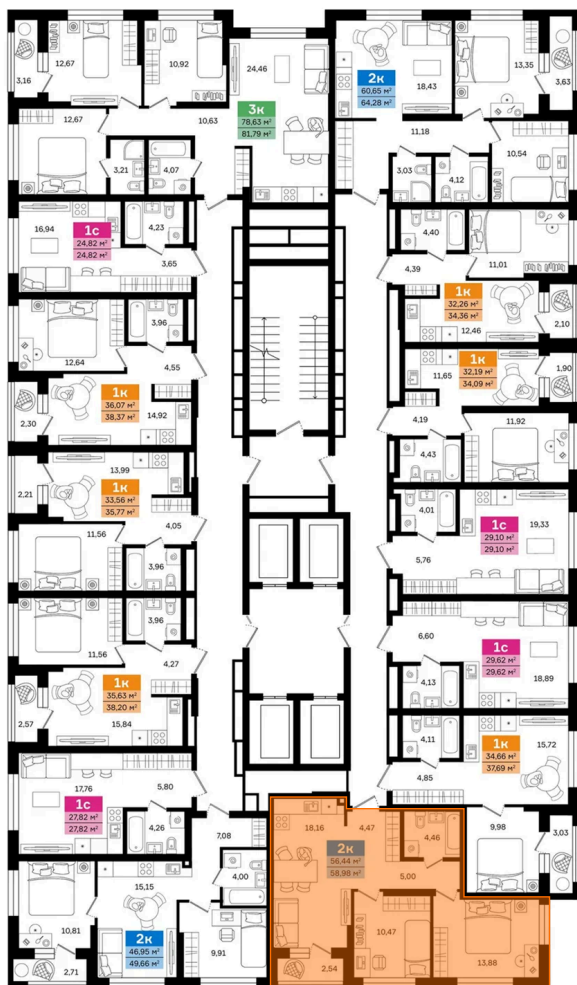 12,67
10,92
3,16
24,46
3к
78,63 м²
81,79 м²
12,67
10,63
3,21
4,07
2к
60,65 м²
64,28 м²
18,43
13,35
3,63
11,18
3,03
4,12
10,54
16,94
1с
24,82 м²
24,82 м²
4,23
3,65
4,40
4,39
11,01
1к
32,26 м²
34,36 м²
12,46
2,10
12,64
3,96
4,55
1к
36,07 м²
38,37 м²
14,92
2,30
11,65
1к
32,19 м²
34,09 м²
1,90
4,19
11,92
4,43
13,99
2,21
1к
33,56 м²
35,77 м²
4,05
11,56
3,96
4,01
1с
29,10 м²
29,10 м²
19,33
5,76
3,96
11,56
4,27
1к
35,63 м²
38,20 м²
2,57
15,84
6,60
1с
29,62 м²
29,62 м²
4,13
18,89
4,11
1к
34,66 м²
37,69 м²
15,72
4,85
9,98
3,03
17,76
5,80
1с
27,82 м²
27,82 м²
4,26
7,08
4,00
15,15
10,81
2к
46,95 м²
49,66 м²
9,91
2,71
18,16
4,47
4,46
2к
56,44 м²
58,98 м²
5,00
10,47
2,54
13,88